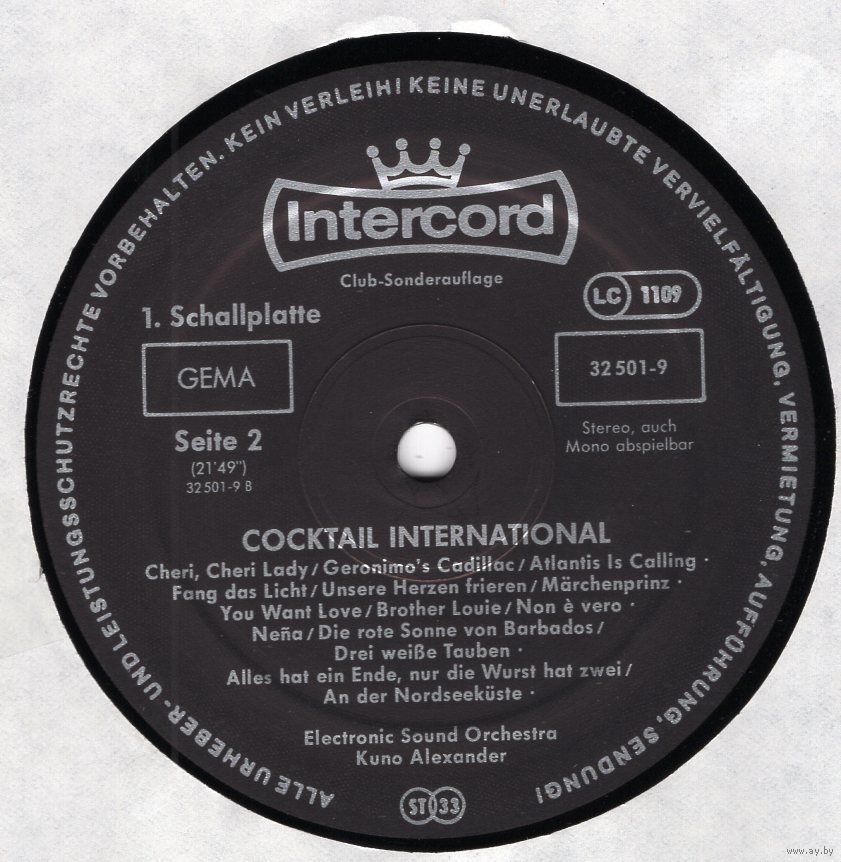 ALLE URHEBER- UND LEISTUNGSSCHUTZRECHTE VORBEHALTEN. KEIN VERLEIH! KEINE UNERLAUBTE VERVIELFÄLTIGUNG, VERMIETUNG, AUFFÜHRUNG, SENDUNG!
Intercord
Club-Sonderauflage
LC 1109
1. Schallplatte
GEMA
32 501-9
Seite 2
(21'49")
32 501-9 B
Stereo, auch
Mono abspielbar
COCKTAIL INTERNATIONAL
Cheri, Cheri Lady / Geronimo's Cadillac / Atlantis Is Calling ·
Fang das Licht / Unsere Herzen frieren / Märchenprinz ·
You Want Love / Brother Louie / Non è vero ·
Neña / Die rote Sonne von Barbados /
Drei weiße Tauben ·
Alles hat ein Ende, nur die Wurst hat zwei /
An der Nordseeküste ·
Electronic Sound Orchestra
Kuno Alexander
ST 33
www.ay.by